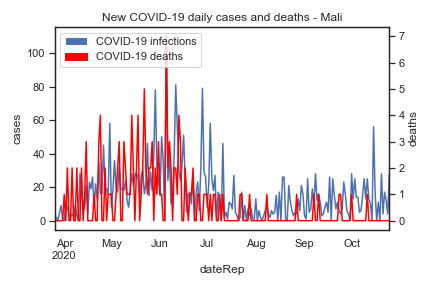 New COVID-19 daily cases and deaths - Mali
COVID-19 infections
COVID-19 deaths
cases
deaths
100
80
60
40
20
0
7
6
5
4
3
2
1
0
Apr
2020
May
Jun
Jul
Aug
Sep
Oct
dateRep